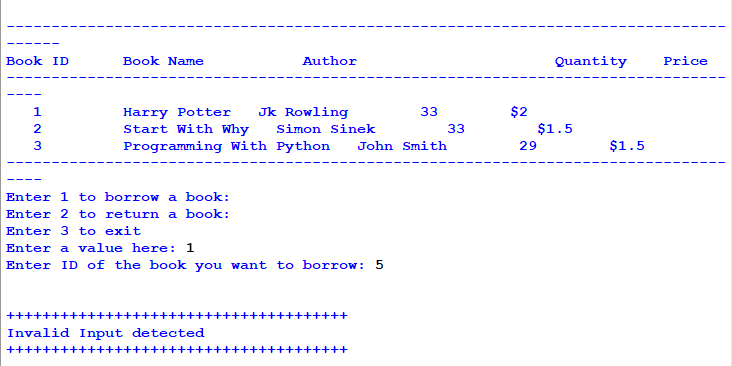 --------------------------------------------------------------------------------
------
Book ID      Book Name           Author                      Quantity    Price
--------------------------------------------------------------------------------
----
   1         Harry Potter   Jk Rowling        33        $2
   2         Start With Why   Simon Sinek        33        $1.5
   3         Programming With Python   John Smith        29        $1.5
--------------------------------------------------------------------------------
----
Enter 1 to borrow a book:
Enter 2 to return a book:
Enter 3 to exit
Enter a value here: 1
Enter ID of the book you want to borrow: 5
++++++++++++++++++++++++++++++++++++++
Invalid Input detected
++++++++++++++++++++++++++++++++++++++